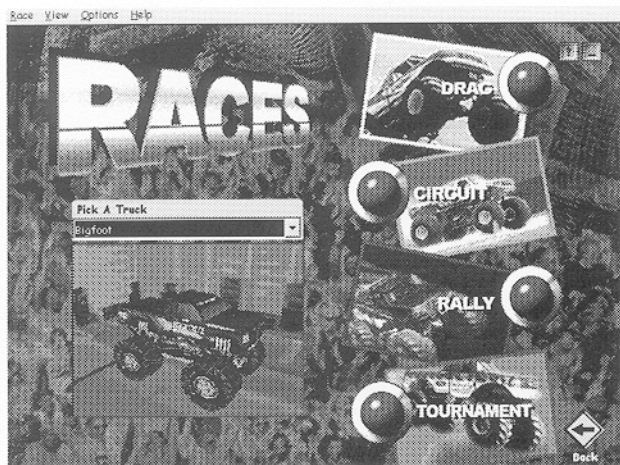 Race View Options Help
RACES
Pick A Truck
Bigfoot
DRAG
CIRCUIT
RALLY
TOURNAMENT
Back